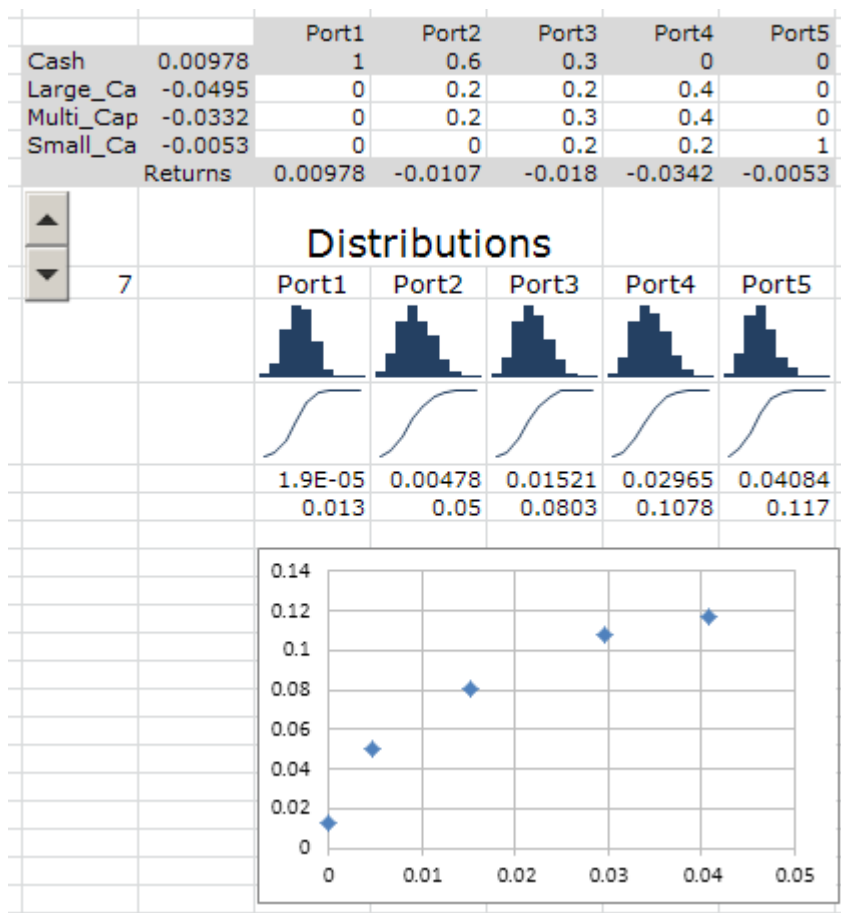 Port1 Port2 Port3 Port4 Port5
Cash 0.00978 1 0.6 0.3 0 0
Large_Ca -0.0495 0 0.2 0.2 0.4 0
Multi_Cap -0.0332 0 0.2 0.3 0.4 0
Small_Ca -0.0053 0 0 0.2 0.2 1
Returns 0.00978 -0.0107 -0.018 -0.0342 -0.0053
Distributions
7 Port1 Port2 Port3 Port4 Port5
1.9E-05 0.00478 0.01521 0.02965 0.04084
0.013 0.05 0.0803 0.1078 0.117
0.14
0.12
0.1
0.08
0.06
0.04
0.02
0
0 0.01 0.02 0.03 0.04 0.05